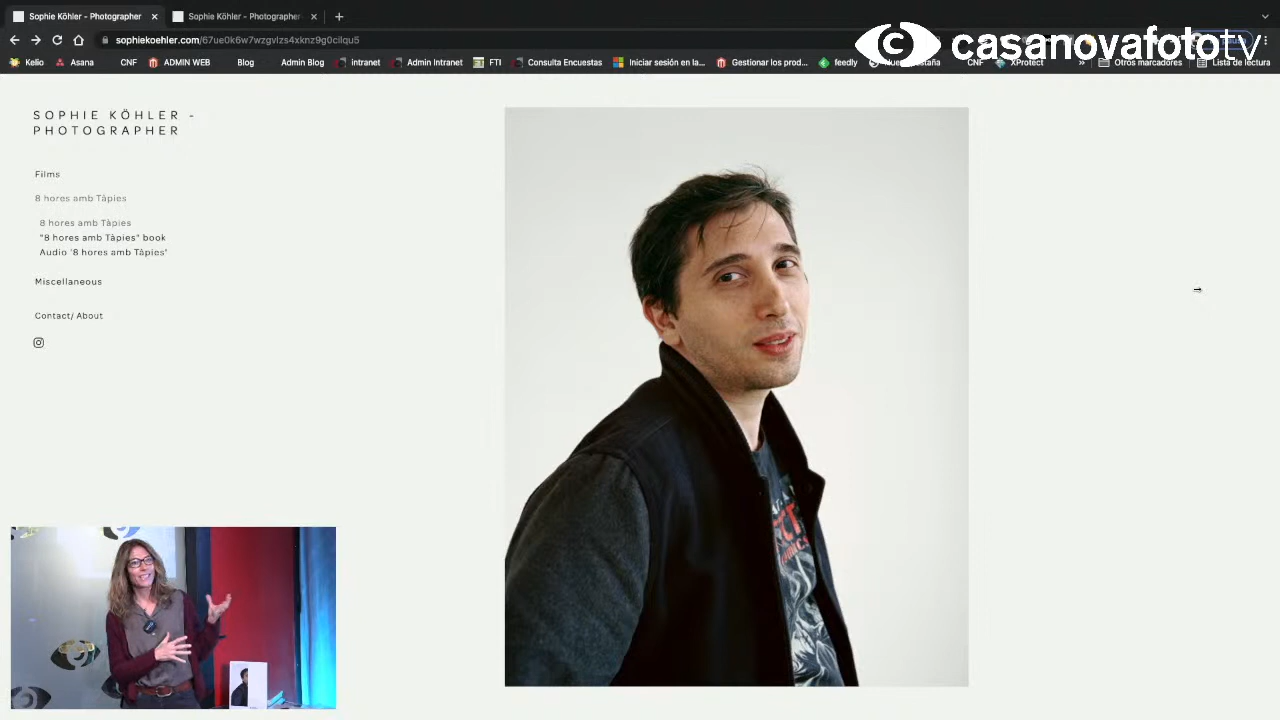 Sophie Köhler - Photographer
Sophie Köhler - Photographer
sophiekoehler.com/67ue0k6w7wzgvlzs4xknz9g0cilqu5
casanovafototv
Kelio
Asana
CNF
ADMIN WEB
Blog
Admin Blog
intranet
Admin Intranet
FTI
Consulta Encuestas
Iniciar sesión en la...
Gestionar los prod...
feedly
CNF
XProtect
Otros marcadores
Lista de lectura
SOPHIE KÖHLER -
PHOTOGRAPHER
Films
8 hores amb Tàpies
8 hores amb Tàpies
"8 hores amb Tàpies" book
Audio '8 hores amb Tàpies'
Miscellaneous
Contact/ About